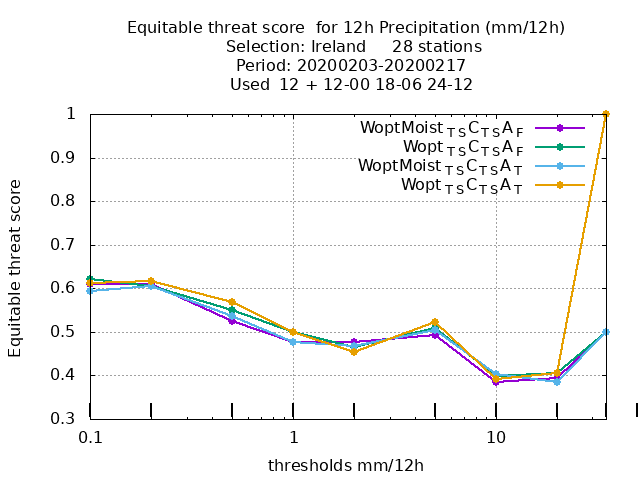 Equitable threat score for 12h Precipitation (mm/12h)
Selection: Ireland 28 stations
Period: 20200203-20200217
Used 12 + 12-00 18-06 24-12
WoptMoist TS C TS A F
Wopt TS C TS A F
WoptMoist TS C TS A T
Wopt TS C TS A T
Equitable threat score
1
0.9
0.8
0.7
0.6
0.5
0.4
0.3
0.1 1 10
thresholds mm/12h